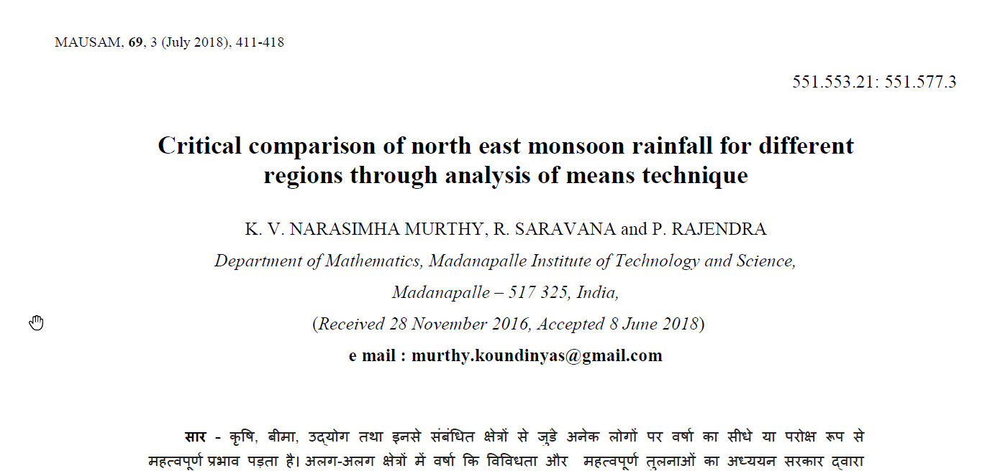 MAUSAM, 69, 3 (July 2018), 411-418
551.553.21: 551.577.3
Critical comparison of north east monsoon rainfall for different
regions through analysis of means technique
K. V. NARASIMHA MURTHY, R. SARAVANA and P. RAJENDRA
Department of Mathematics, Madanapalle Institute of Technology and Science,
Madanapalle – 517 325, India,
(Received 28 November 2016, Accepted 8 June 2018)
e mail : murthy.koundinyas@gmail.com
सार - कृषि, बीमा, उद्योग तथा इनसे संबंधित क्षेत्रों से जुड़े अनेक लोगों पर वर्षा का सीधे या परोक्ष रूप से
महत्वपूर्ण प्रभाव पड़ता है। अलग-अलग क्षेत्रों में वर्षा कि विविधता और महत्वपूर्ण तुलनाओं का अध्ययन सरकार द्वारा